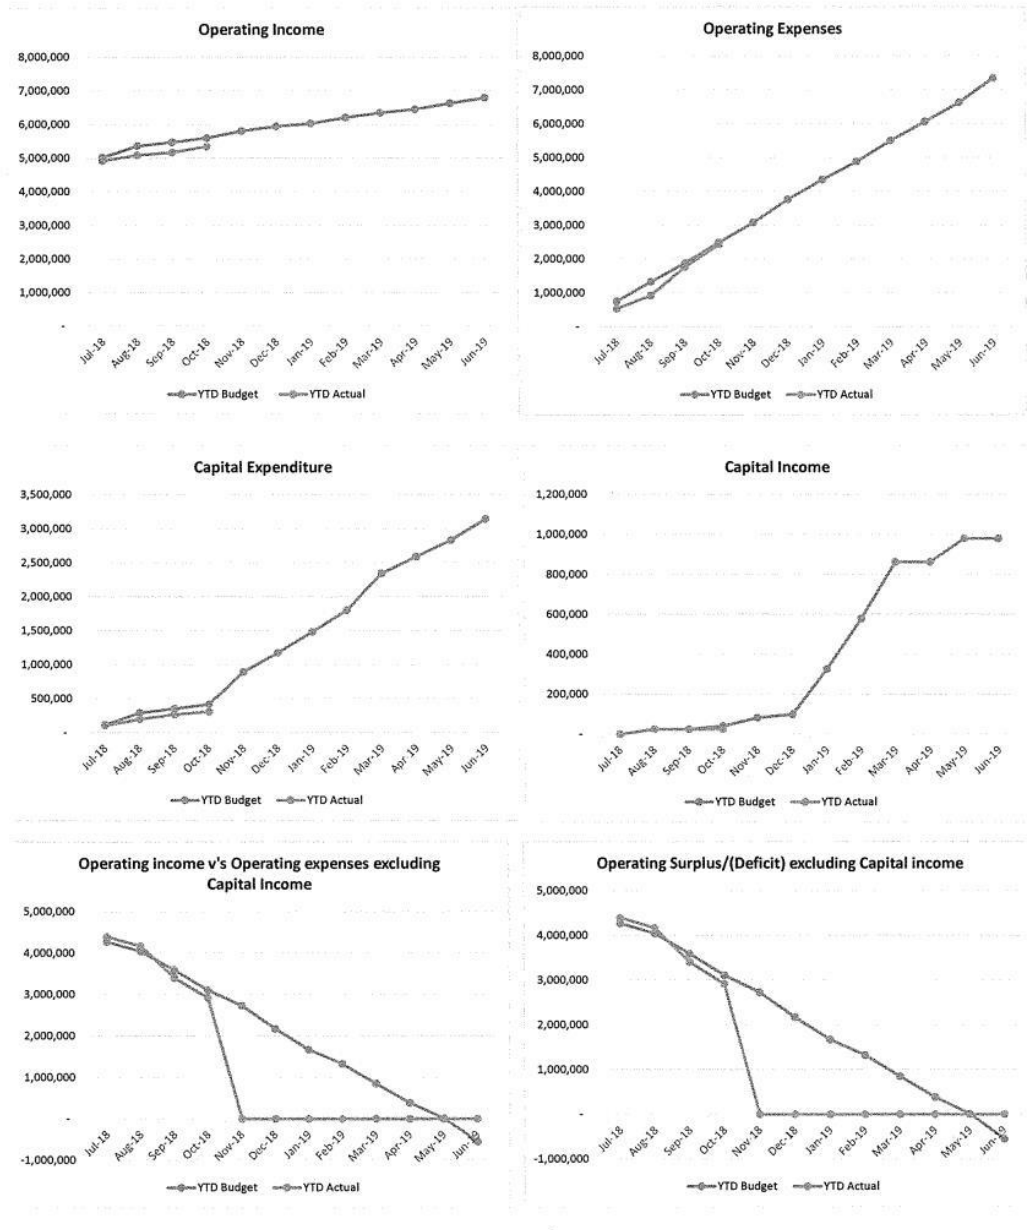 Operating Income
8,000,000
7,000,000
6,000,000
5,000,000
4,000,000
3,000,000
2,000,000
1,000,000
-
Jul-18 Aug-18 Sep-18 Oct-18 Nov-18 Dec-18 Jan-19 Feb-19 Mar-19 Apr-19 May-19 Jun-19
YTD Budget YTD Actual
Operating Expenses
8,000,000
7,000,000
6,000,000
5,000,000
4,000,000
3,000,000
2,000,000
1,000,000
-
Jul-18 Aug-18 Sep-18 Oct-18 Nov-18 Dec-18 Jan-19 Feb-19 Mar-19 Apr-19 May-19 Jun-19
YTD Budget YTD Actual
Capital Expenditure
3,500,000
3,000,000
2,500,000
2,000,000
1,500,000
1,000,000
500,000
-
Jul-18 Aug-18 Sep-18 Oct-18 Nov-18 Dec-18 Jan-19 Feb-19 Mar-19 Apr-19 May-19 Jun-19
YTD Budget YTD Actual
Capital Income
1,200,000
1,000,000
800,000
600,000
400,000
200,000
-
Jul-18 Aug-18 Sep-18 Oct-18 Nov-18 Dec-18 Jan-19 Feb-19 Mar-19 Apr-19 May-19 Jun-19
YTD Budget YTD Actual
Operating income v's Operating expenses excluding
Capital Income
5,000,000
4,000,000
3,000,000
2,000,000
1,000,000
-
-1,000,000
Jul-18 Aug-18 Sep-18 Oct-18 Nov-18 Dec-18 Jan-19 Feb-19 Mar-19 Apr-19 May-19 Jun-19
YTD Budget YTD Actual
Operating Surplus/(Deficit) excluding Capital income
5,000,000
4,000,000
3,000,000
2,000,000
1,000,000
-
-1,000,000
Jul-18 Aug-18 Sep-18 Oct-18 Nov-18 Dec-18 Jan-19 Feb-19 Mar-19 Apr-19 May-19 Jun-19
YTD Budget YTD Actual